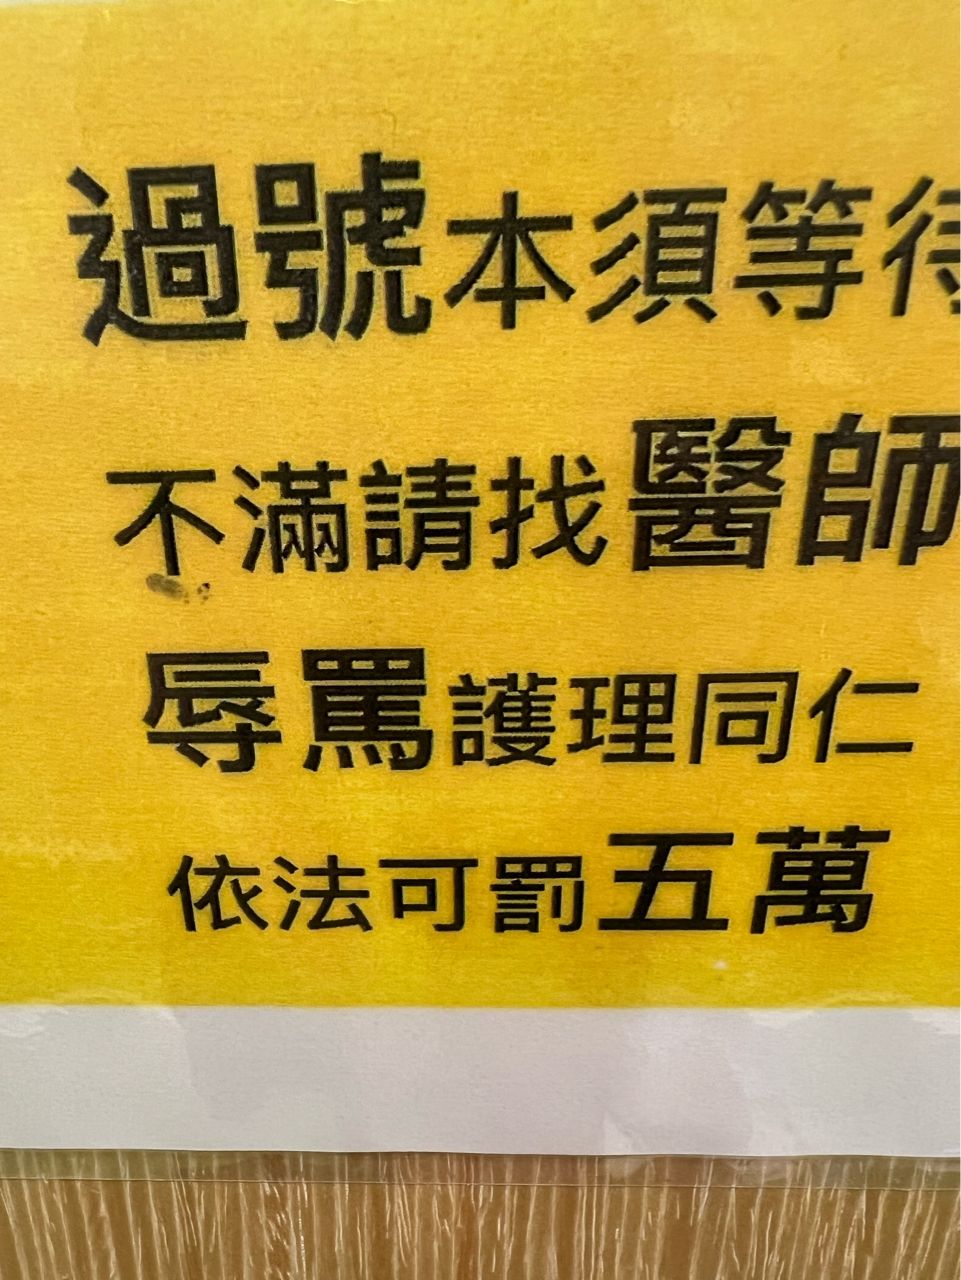 過號本須等待
不滿請找醫師
辱罵護理同仁
依法可罰五萬